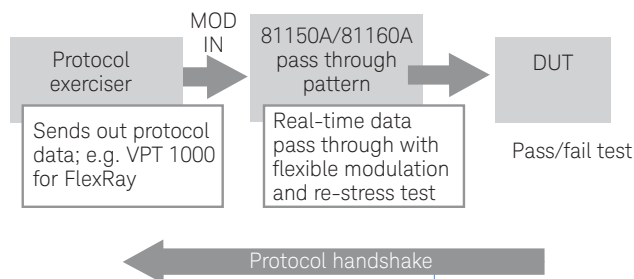 MOD
IN
Protocol
exerciser
81150A/81160A
pass through
pattern
DUT
Sends out protocol
data; e.g. VPT 1000
for FlexRay
Real-time data
pass through with
flexible modulation
and re-stress test
Pass/fail test
Protocol handshake